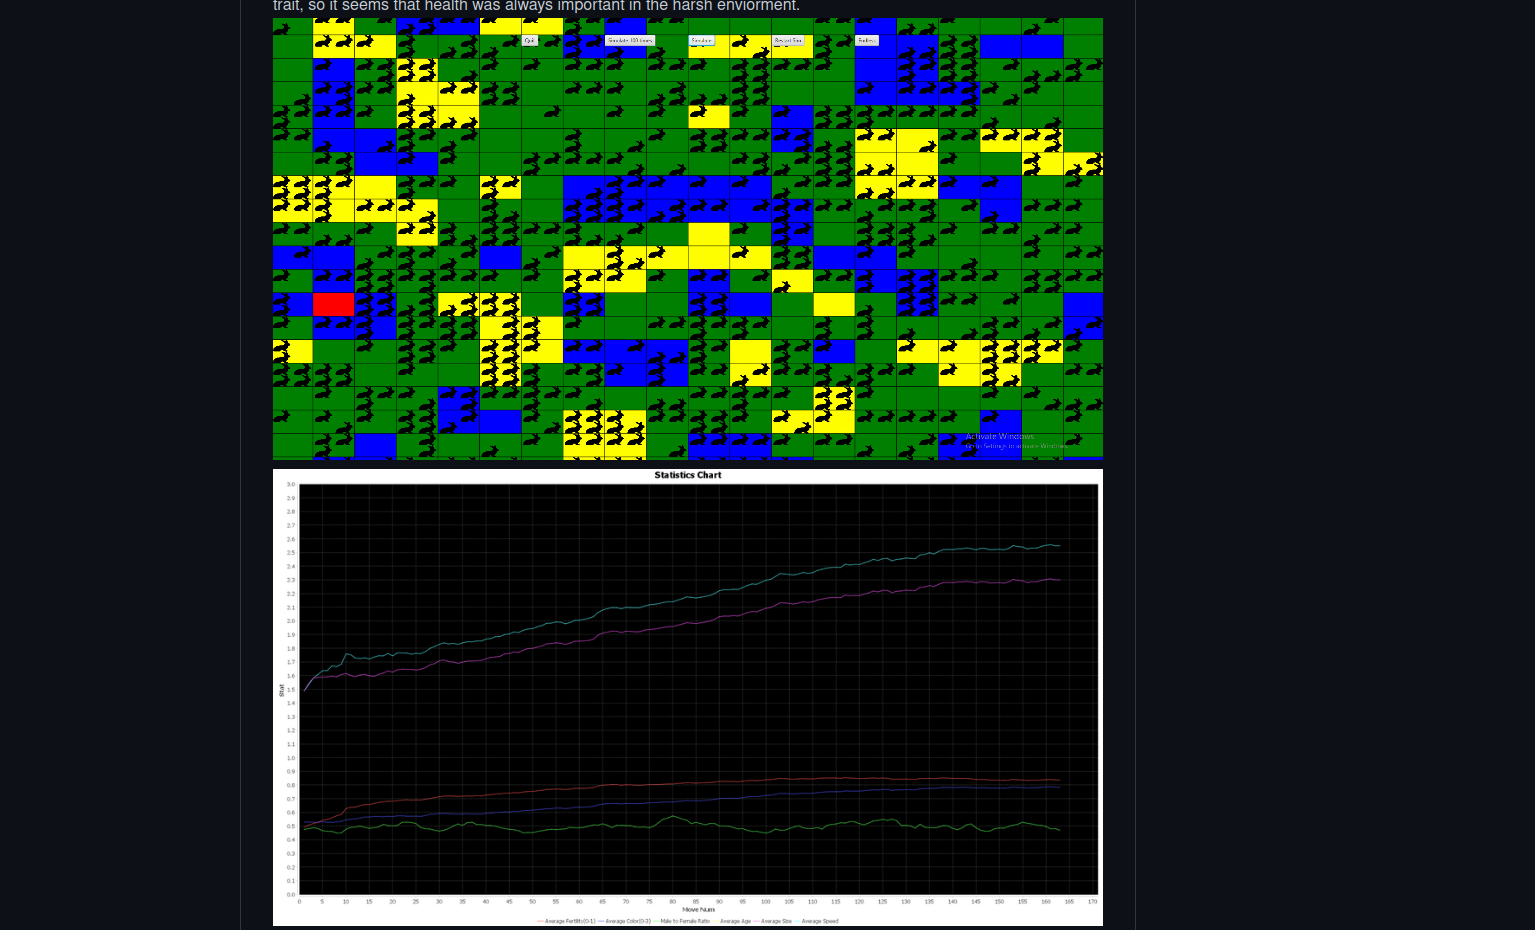 trait, so it seems that health was always important in the harsh enviorment.
Quit
Simulate 100 times
Simulate
Restart Sim
Endless
Activate Windows
Go to Settings to activate Windows.
Statistics Chart
3.0
2.9
2.8
2.7
2.6
2.5
2.4
2.3
2.2
2.1
2.0
1.9
1.8
1.7
1.6
1.5
1.4
1.3
1.2
1.1
1.0
0.9
0.8
0.7
0.6
0.5
0.4
0.3
0.2
0.1
0.0
Stat
0 5 10 15 20 25 30 35 40 45 50 55 60 65 70 75 80 85 90 95 100 105 110 115 120 125 130 135 140 145 150 155 160 165 170
Move Num
Average Fertility(0-1) Average Color(0-3) Male to Female Ratio Average Age Average Size Average Speed